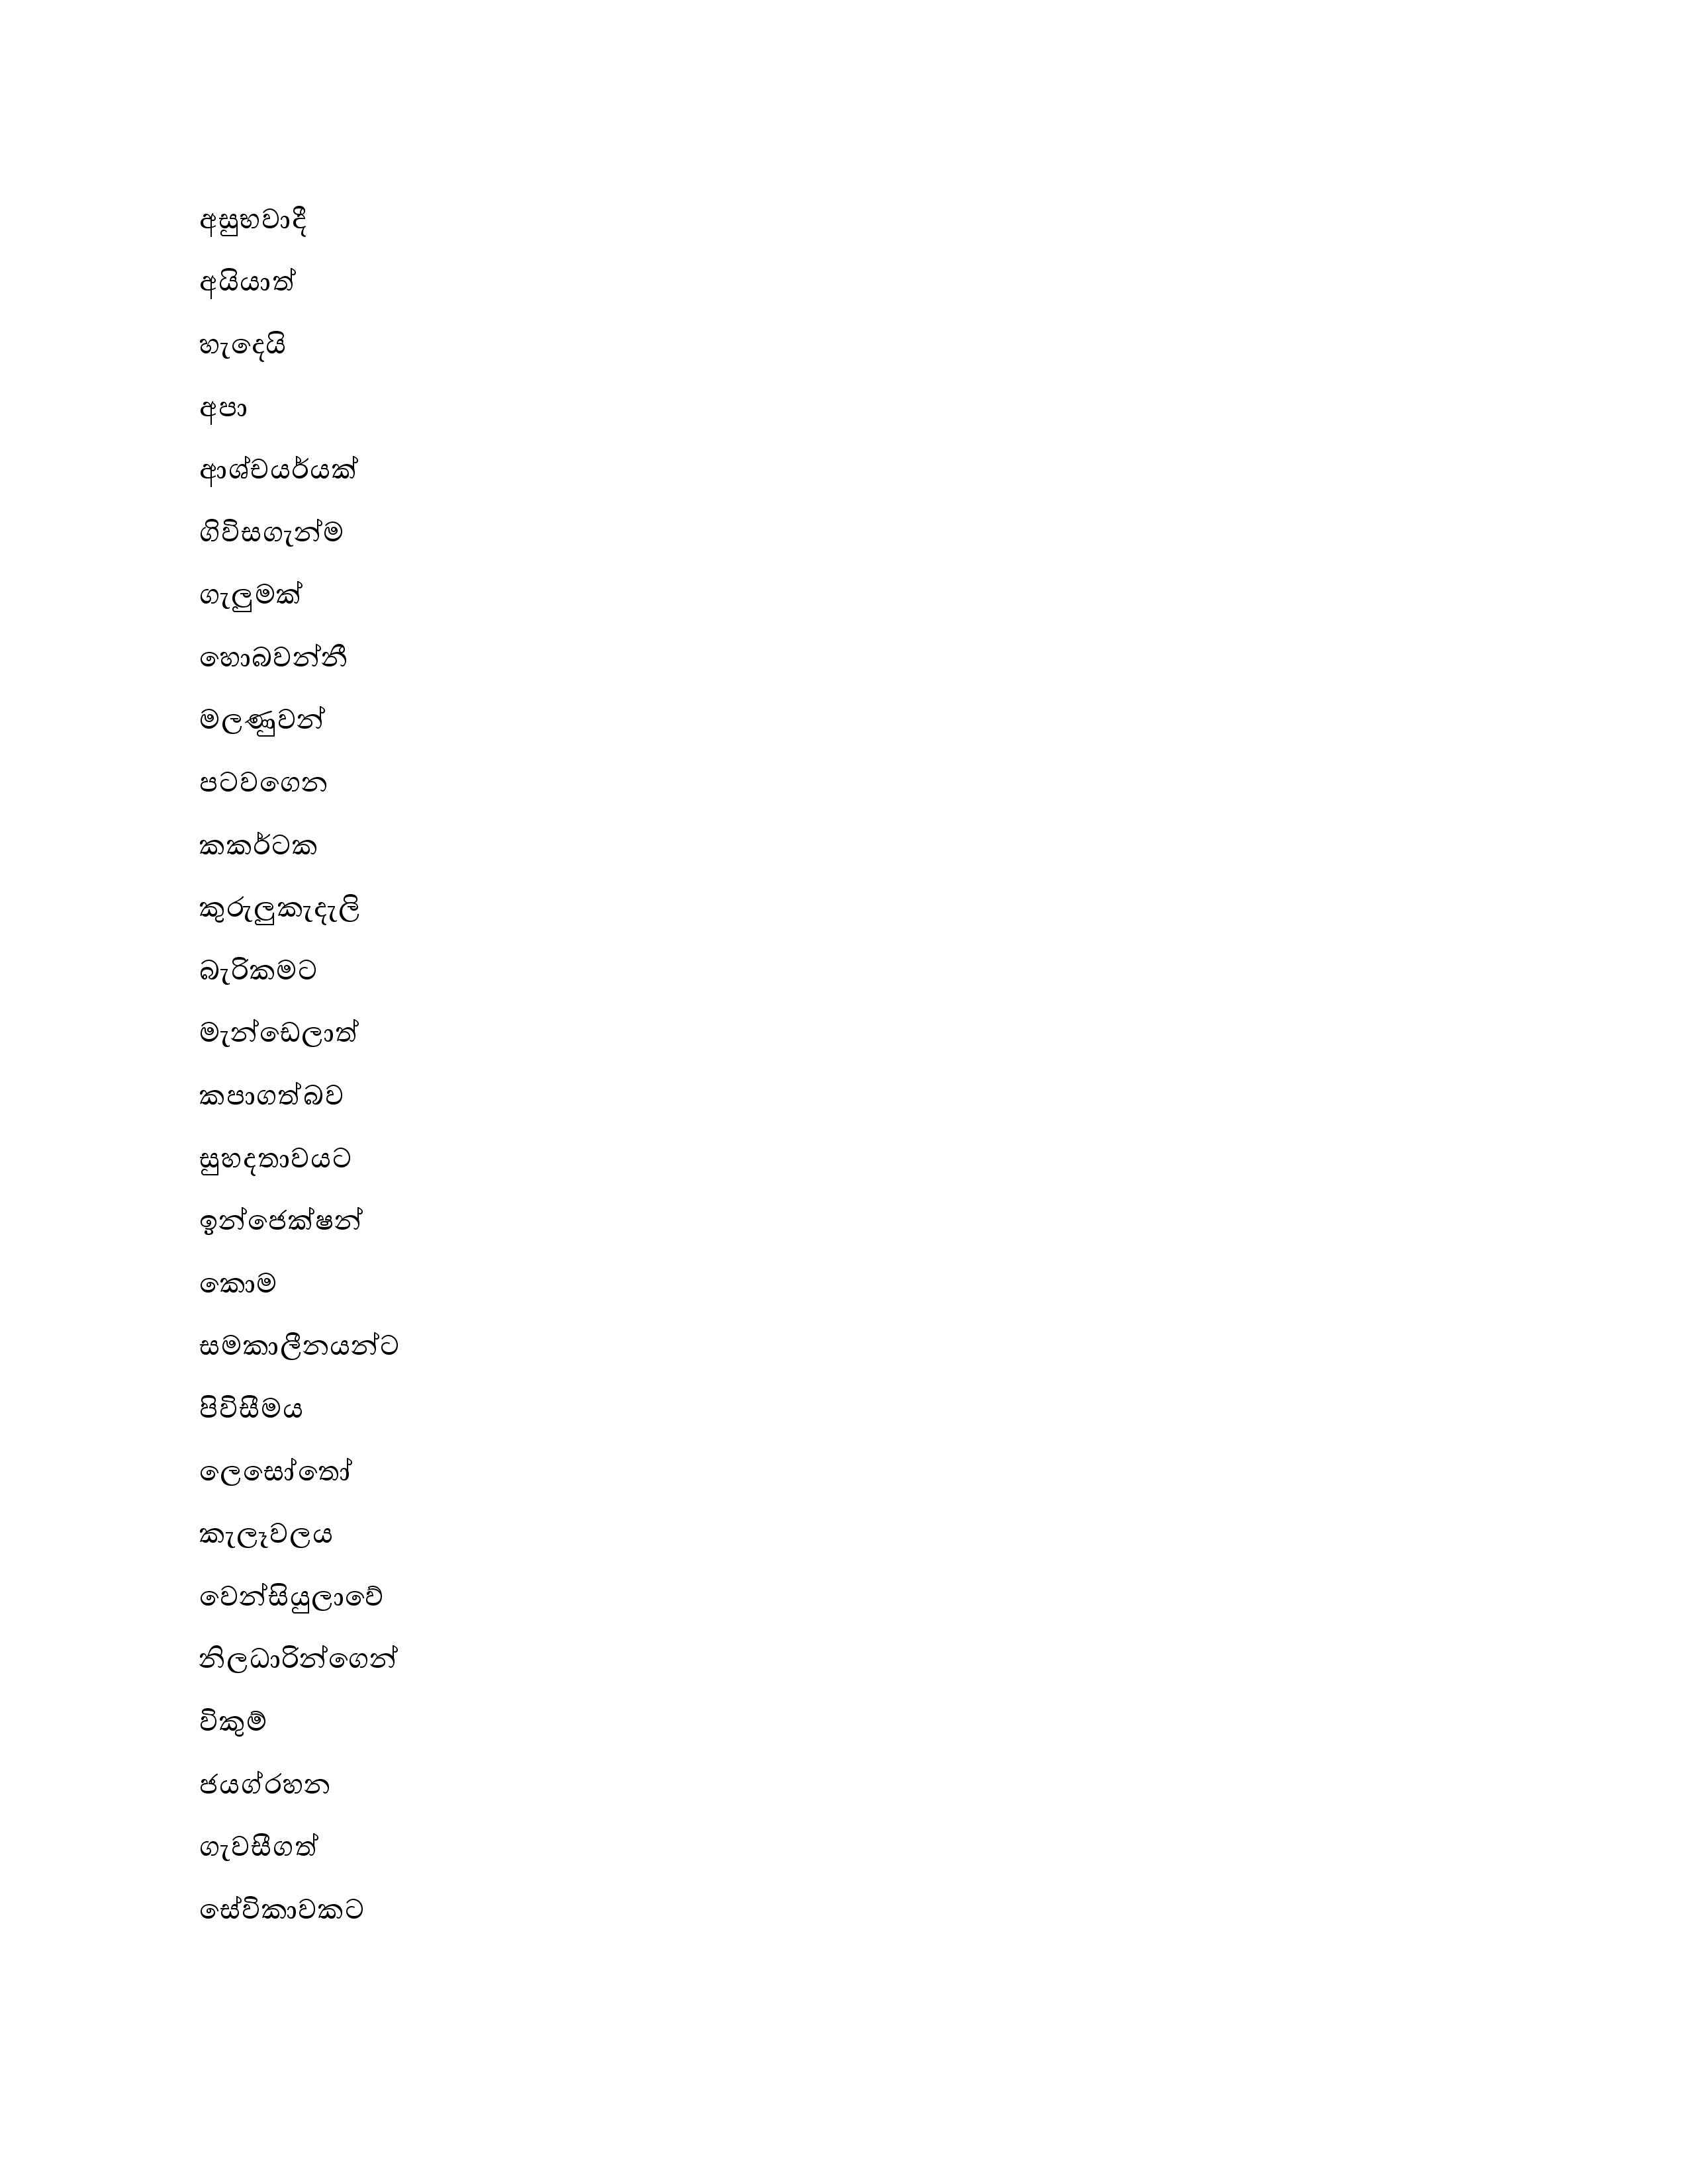 අසුභවාදී
අයියාත්
හැදෙයි
අපා
ආශ්චයර්යක්
ගිවිසගැන්ම
ගැලුමක්
හොබවන්නී
මලණුවන්
පටවගෙන
කකර්ටක
කුරුලුකැදැලි
බැරිකමට
මැන්ඩෙලාත්
කපාගත්බව
සුහදතාවයට
ඉන්ජෙක්ෂන්
කොම
සමකාලීනයන්ට
පිවිසීමය
ලෙසෝතෝ
කැලෑවලය
වෙන්සියුලාවේ
නිලධාරින්ගෙන්
විකුම්
ජයග්රහන
ගැවසීගත්
සේවිකාවකට